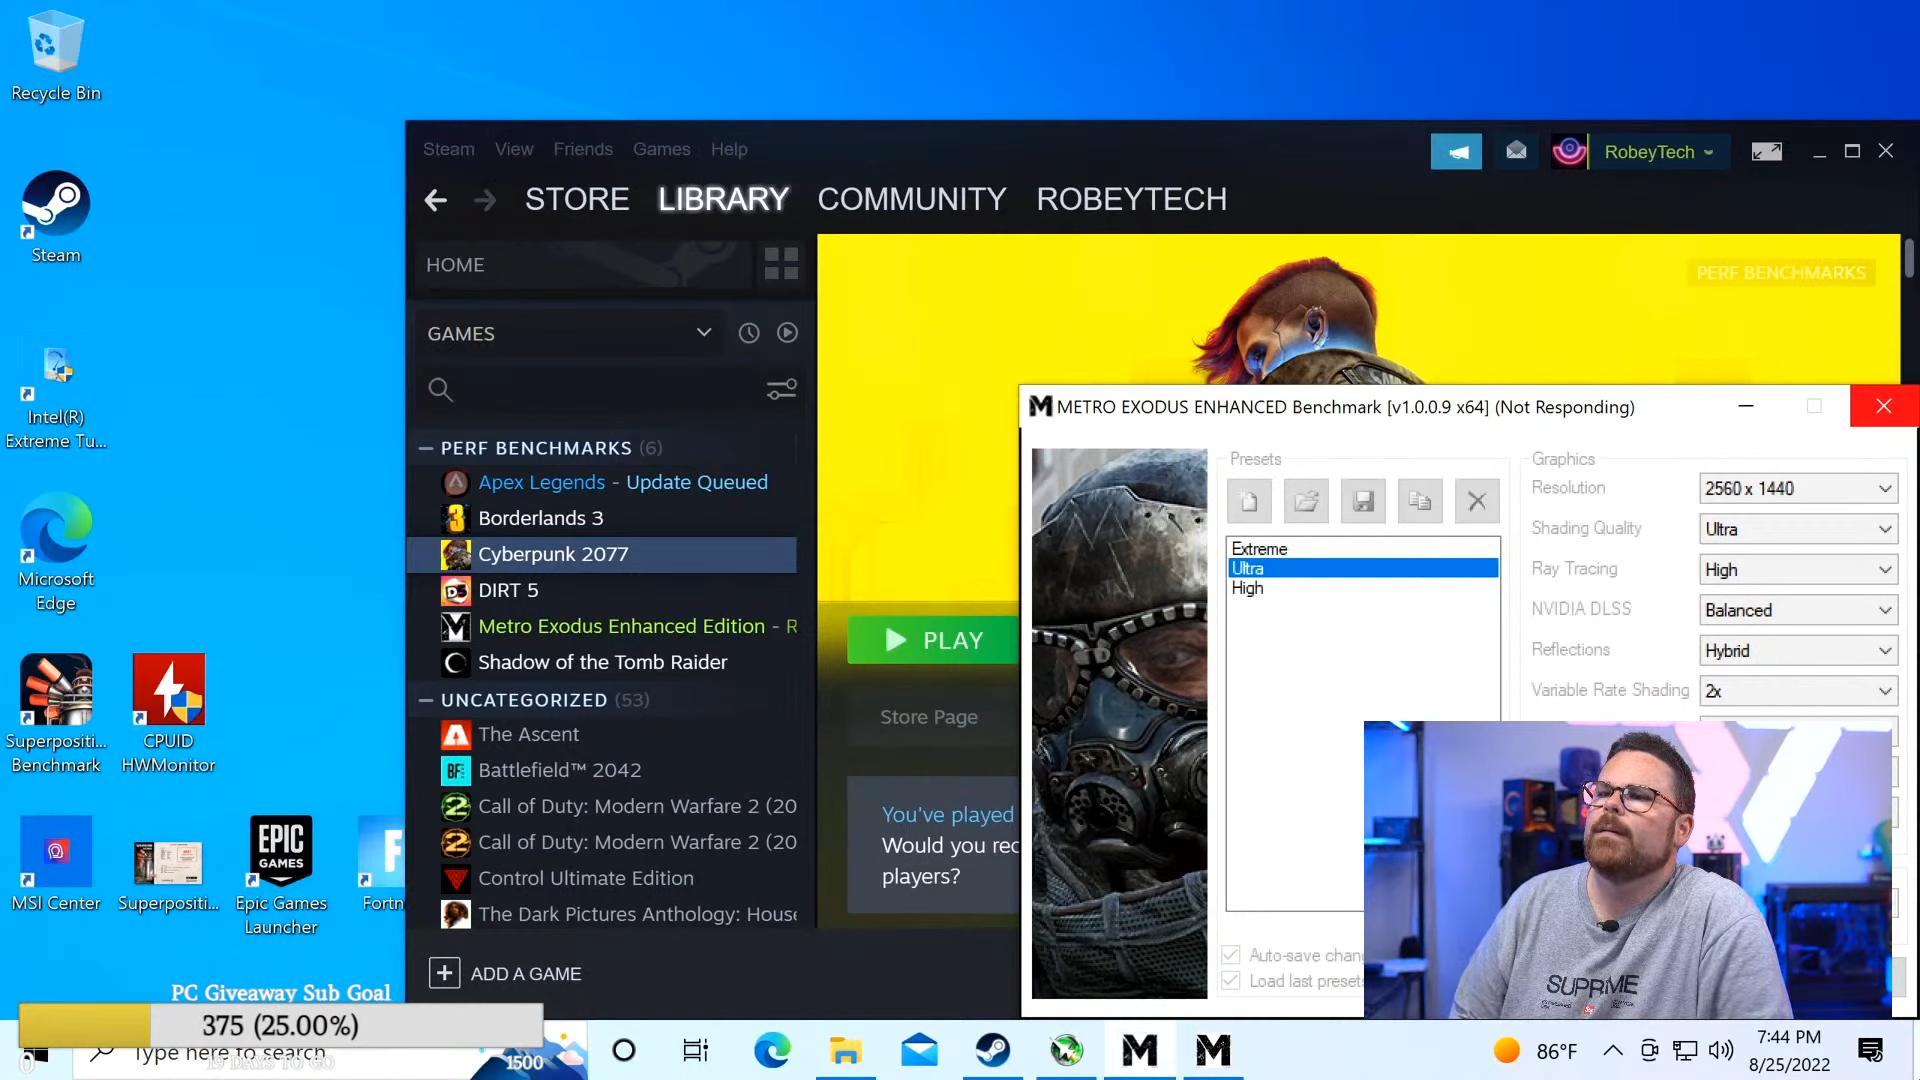 Recycle Bin
Steam
Intel(R)
Extreme Tu...
Microsoft
Edge
Superpositi...
Benchmark
CPUID
HWMonitor
MSI Center
Superpositi...
EPIC
GAMES
Epic Games
Launcher
Fortn
Steam View Friends Games Help
RobeyTech
STORE LIBRARY COMMUNITY ROBEYTECH
HOME
GAMES
PERF BENCHMARKS (6)
Apex Legends - Update Queued
Borderlands 3
Cyberpunk 2077
DIRT 5
Metro Exodus Enhanced Edition - R
Shadow of the Tomb Raider
UNCATEGORIZED (53)
The Ascent
Battlefield™ 2042
Call of Duty: Modern Warfare 2 (20
Call of Duty: Modern Warfare 2 (20
Control Ultimate Edition
The Dark Pictures Anthology: House
ADD A GAME
PERF BENCHMARKS
PLAY
Store Page
You've played
Would you rec
players?
METRO EXODUS ENHANCED Benchmark [v1.0.0.9 x64] (Not Responding)
Presets
Extreme
Ultra
High
Auto-save chan
Load last preset
Graphics
Resolution 2560 x 1440
Shading Quality Ultra
Ray Tracing High
NVIDIA DLSS Balanced
Reflections Hybrid
Variable Rate Shading 2x
SUPRIME
PC Giveaway Sub Goal
375 (25.00%)
0
1500
19 DAYS TO GO
Type here to search
86°F
7:44 PM
8/25/2022